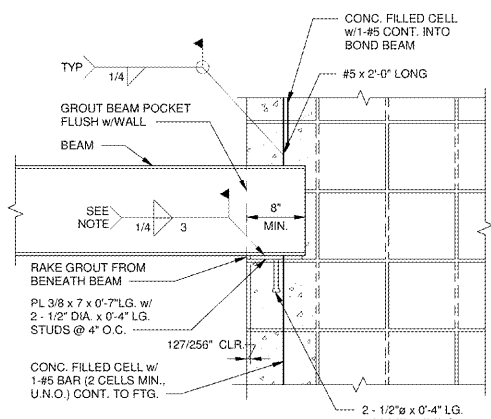 CONC. FILLED CELL
w/1-#5 CONT. INTO
BOND BEAM
TYP
1/4
#5 x 2'-0" LONG
GROUT BEAM POCKET
FLUSH w/WALL
BEAM
SEE
NOTE
1/4
3
8"
MIN.
RAKE GROUT FROM
BENEATH BEAM
PL 3/8 x 7 x 0'-7"LG. w/
2 - 1/2" DIA. x 0'-4" LG.
STUDS @ 4" O.C.
127/256" CLR.
CONC. FILLED CELL w/
1-#5 BAR (2 CELLS MIN.,
U.N.O.) CONT. TO FTG.
2 - 1/2"ø x 0'-4" LG.